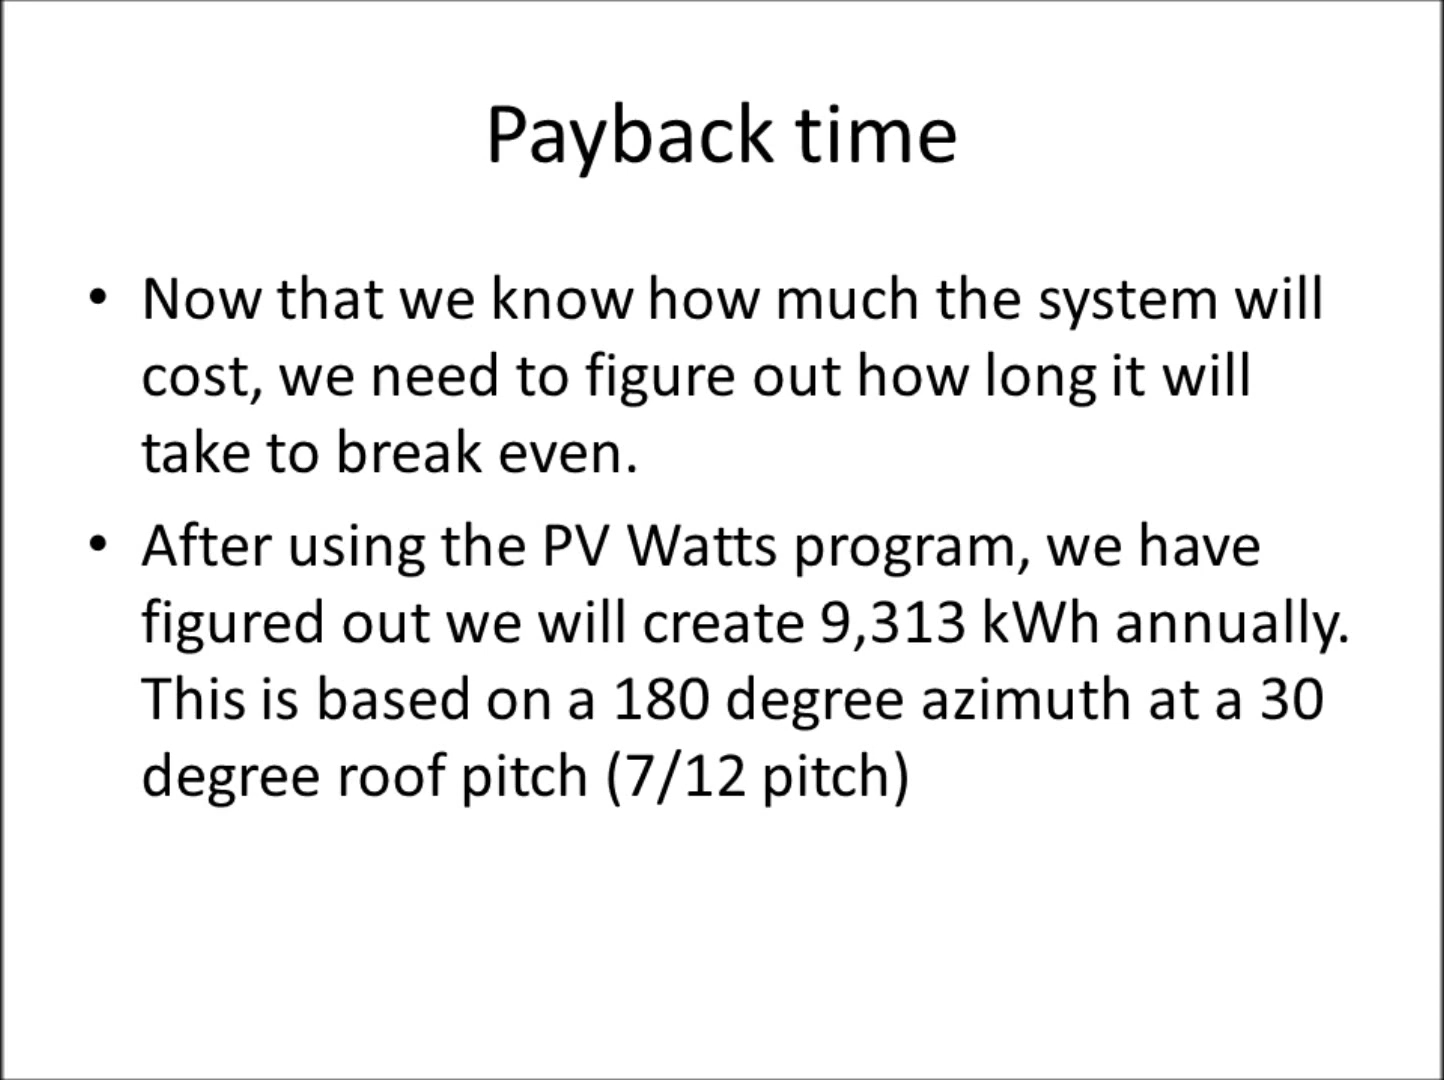 Payback time
• Now that we know how much the system will
cost, we need to figure out how long it will
take to break even.
• After using the PV Watts program, we have
figured out we will create 9,313 kWh annually.
This is based on a 180 degree azimuth at a 30
degree roof pitch (7/12 pitch)